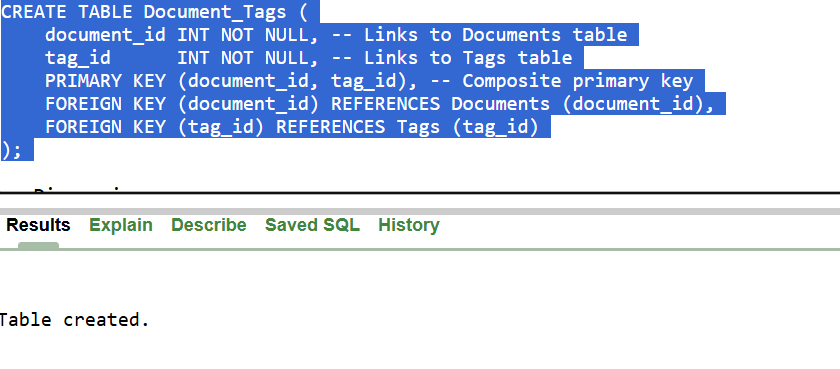 CREATE TABLE Document_Tags (
    document_id INT NOT NULL, -- Links to Documents table
    tag_id      INT NOT NULL, -- Links to Tags table
    PRIMARY KEY (document_id, tag_id), -- Composite primary key
    FOREIGN KEY (document_id) REFERENCES Documents (document_id),
    FOREIGN KEY (tag_id) REFERENCES Tags (tag_id)
);
Results Explain Describe Saved SQL History
Table created.